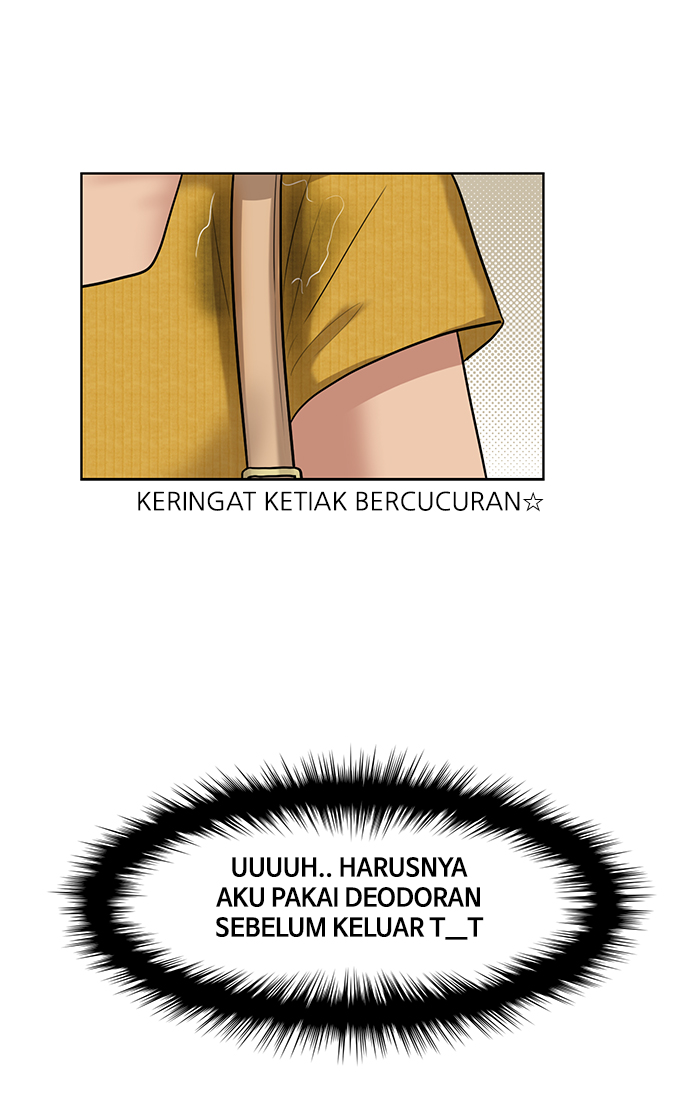 KERINGAT KETIAK BERCUCURAN☆
UUUUH.. HARUSNYA
AKU PAKAI DEODORAN
SEBELUM KELUAR T__T